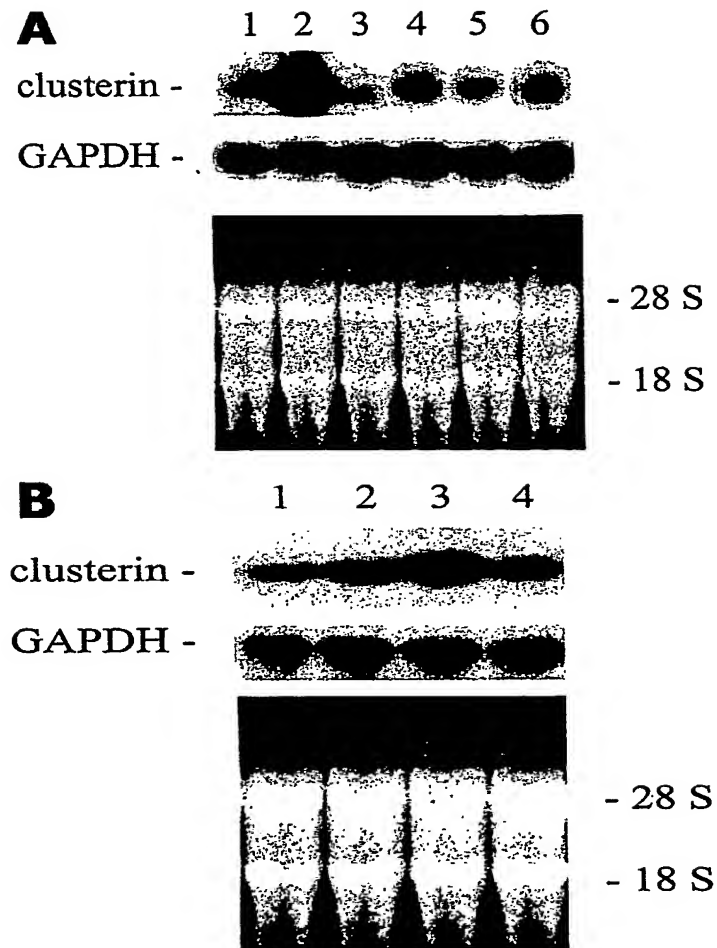 A 1 2 3 4 5 6
clusterin -
GAPDH -
- 28 S
- 18 S
B 1 2 3 4
clusterin -
GAPDH -
- 28 S
- 18 S